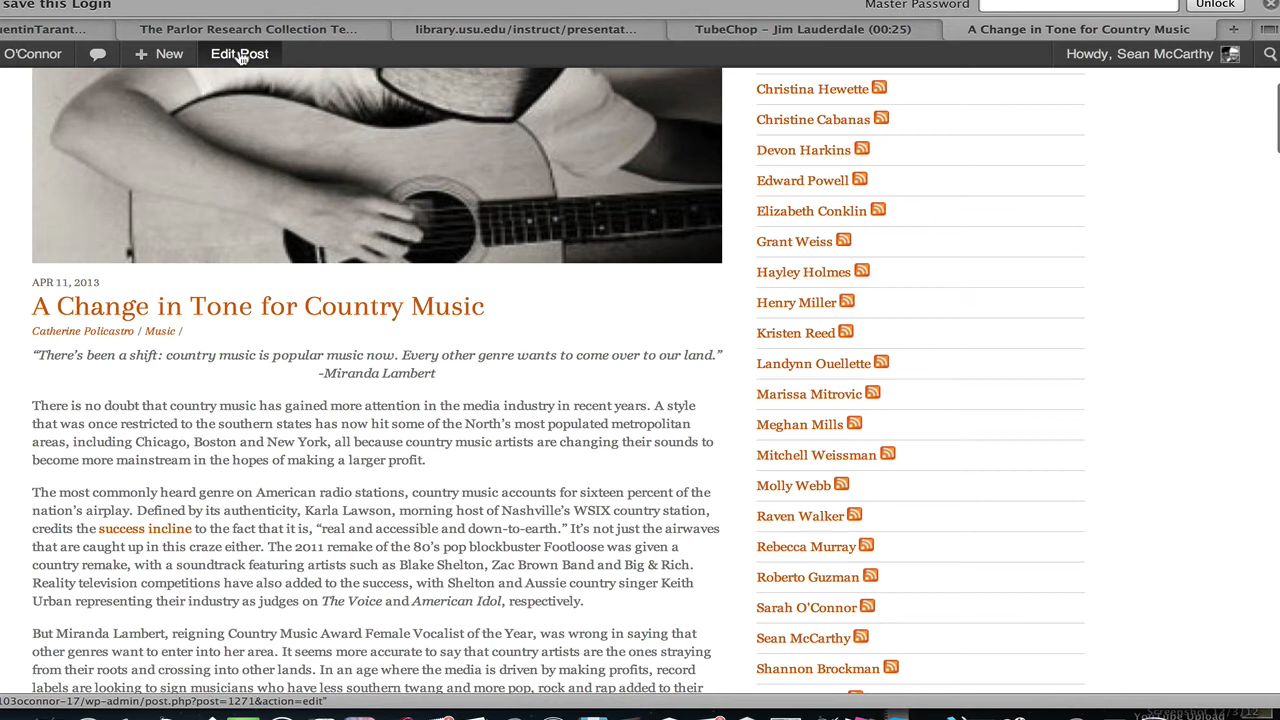 save this Login
Master Password
Unlock
uentinTarant...
The Parlor Research Collection Te...
library.usu.edu/instruct/presentat...
TubeChop - Jim Lauderdale (00:25)
A Change in Tone for Country Music
O'Connor
New
Edit Post
Howdy, Sean McCarthy
APR 11, 2013
A Change in Tone for Country Music
Catherine Policastro / Music /
“There’s been a shift: country music is popular music now. Every other genre wants to come over to our land.”
-Miranda Lambert
There is no doubt that country music has gained more attention in the media industry in recent years. A style
that was once restricted to the southern states has now hit some of the North’s most populated metropolitan
areas, including Chicago, Boston and New York, all because country music artists are changing their sounds to
become more mainstream in the hopes of making a larger profit.
The most commonly heard genre on American radio stations, country music accounts for sixteen percent of the
nation’s airplay. Defined by its authenticity, Karla Lawson, morning host of Nashville’s WSIX country station,
credits the success incline to the fact that it is, “real and accessible and down-to-earth.” It’s not just the airwaves
that are caught up in this craze either. The 2011 remake of the 80’s pop blockbuster Footloose was given a
country remake, with a soundtrack featuring artists such as Blake Shelton, Zac Brown Band and Big & Rich.
Reality television competitions have also added to the success, with Shelton and Aussie country singer Keith
Urban representing their industry as judges on The Voice and American Idol, respectively.
But Miranda Lambert, reigning Country Music Award Female Vocalist of the Year, was wrong in saying that
other genres want to enter into her area. It seems more accurate to say that country artists are the ones straying
from their roots and crossing into other lands. In an age where the media is driven by making profits, record
labels are looking to sign musicians who have less southern twang and more pop, rock and rap added to their
Christina Hewette
Christine Cabanas
Devon Harkins
Edward Powell
Elizabeth Conklin
Grant Weiss
Hayley Holmes
Henry Miller
Kristen Reed
Landynn Ouellette
Marissa Mitrovic
Meghan Mills
Mitchell Weissman
Molly Webb
Raven Walker
Rebecca Murray
Roberto Guzman
Sarah O'Connor
Sean McCarthy
Shannon Brockman
103oconnor-17/wp-admin/post.php?post=1271&action=edit"